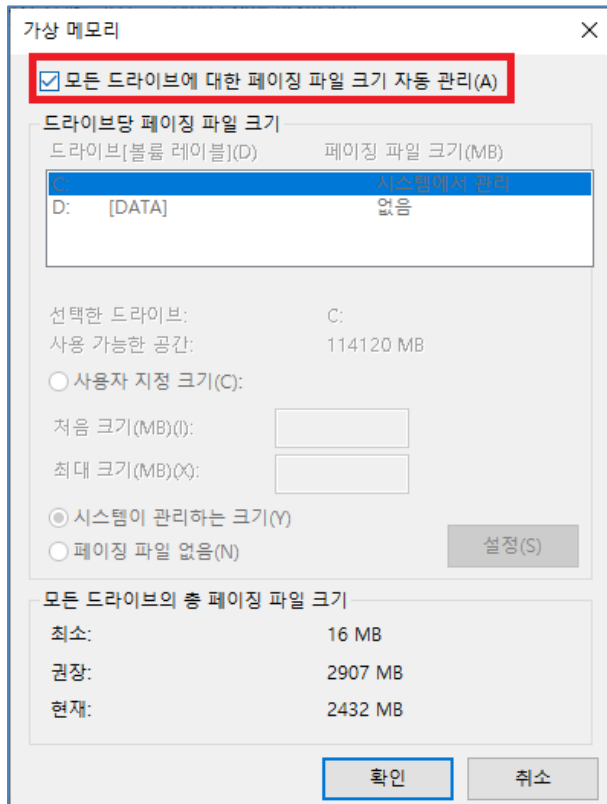 가상 메모리
모든 드라이브에 대한 페이징 파일 크기 자동 관리(A)
드라이브당 페이징 파일 크기
드라이브[볼륨 레이블](D) 페이징 파일 크기(MB)
C: 시스템에서 관리
D: [DATA] 없음
선택한 드라이브: C:
사용 가능한 공간: 114120 MB
사용자 지정 크기(C):
처음 크기(MB)(I):
최대 크기(MB)(X):
시스템이 관리하는 크기(Y)
페이징 파일 없음(N)
설정(S)
모든 드라이브의 총 페이징 파일 크기
최소: 16 MB
권장: 2907 MB
현재: 2432 MB
확인 취소